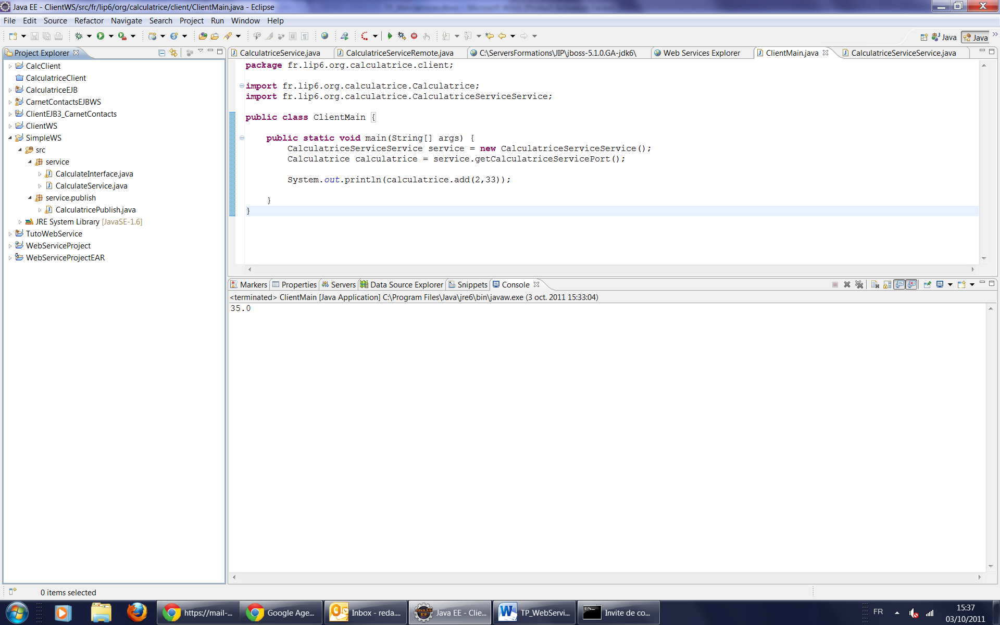 Java EE - ClientWS/src/fr/lip6/org/calculatrice/client/ClientMain.java - Eclipse
File Edit Source Refactor Navigate Search Project Run Window Help
Java Java
Project Explorer
CalcClient
CalculatriceClient
CalculatriceEJB
CarnetContactsEJBWS
ClientEJB3_CarnetContacts
ClientWS
SimpleWS
src
service
CalculateInterface.java
CalculateService.java
service.publish
CalculatricePublish.java
JRE System Library [JavaSE-1.6]
TutoWebService
WebServiceProject
WebServiceProjectEAR
CalculatriceService.java CalculatriceServiceRemote.java C:\ServersFormations\JIP\jboss-5.1.0.GA-jdk6\ Web Services Explorer ClientMain.java CalculatriceServiceService.java
package fr.lip6.org.calculatrice.client;
import fr.lip6.org.calculatrice.Calculatrice;
import fr.lip6.org.calculatrice.CalculatriceServiceService;
public class ClientMain {
public static void main(String[] args) {
CalculatriceServiceService service = new CalculatriceServiceService();
Calculatrice calculatrice = service.getCalculatriceServicePort();
System.out.println(calculatrice.add(2,33));
}
}
Markers Properties Servers Data Source Explorer Snippets Console
<terminated> ClientMain [Java Application] C:\Program Files\Java\jre6\bin\javaw.exe (3 oct. 2011 15:33:04)
35.0
0 items selected
https://mail-... Google Age... Inbox - reda.... Java EE - Clie... TP_WebServi... Invite de co... FR 15:37
03/10/2011